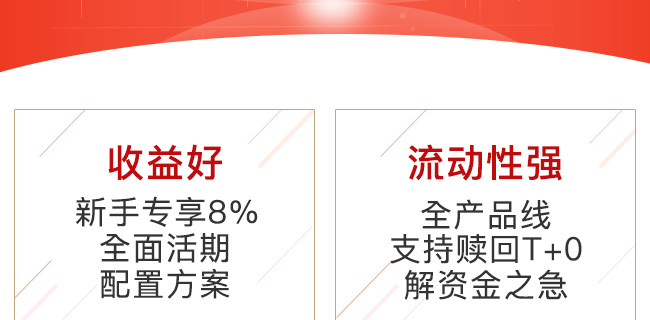 收益好
新手专享8%
全面活期
配置方案
流动性强
全产品线
支持赎回T+0
解资金之急